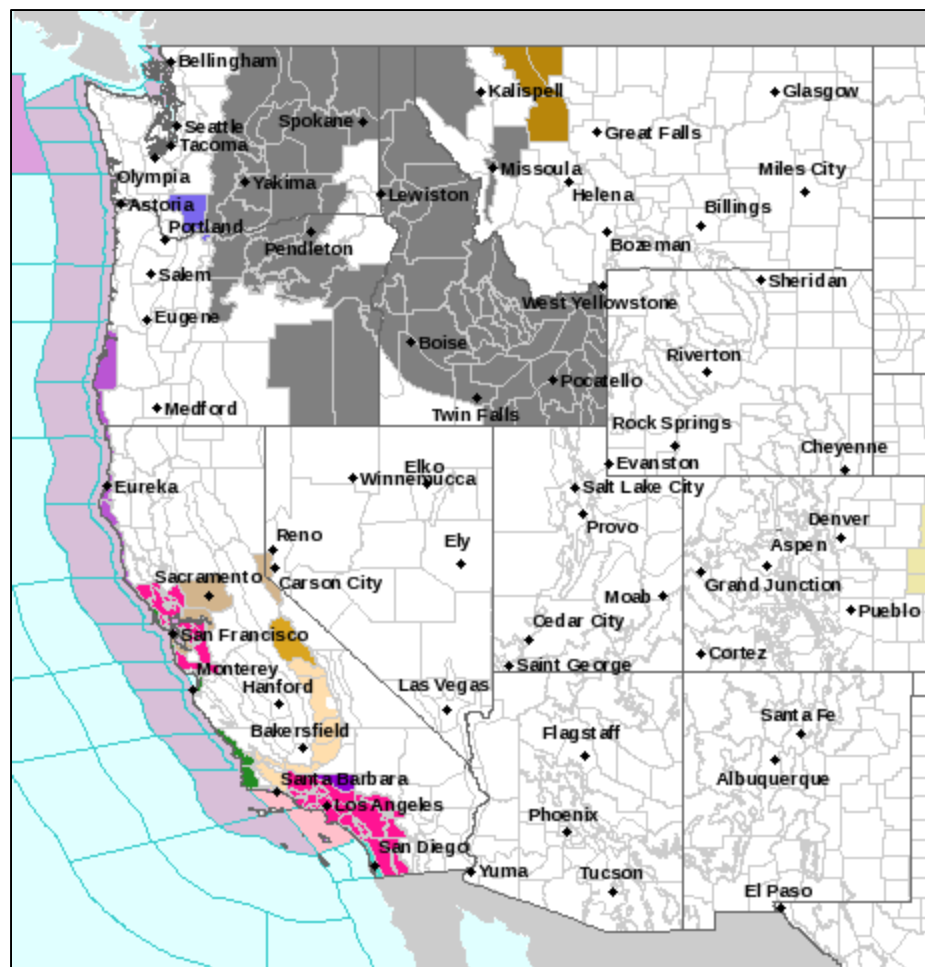 Bellingham
Kalispell
Glasgow
Spokane
Seattle
Great Falls
Tacoma
Missoula
Miles City
Olympia
Yakima
Lewiston
Helena
Astoria
Billings
Portland
Pendleton
Bozeman
Salem
Sheridan
West Yellowstone
Eugene
Boise
Riverton
Pocatello
Medford
Twin Falls
Rock Springs
Cheyenne
Elko
Evanston
Winnemucca
Eureka
Salt Lake City
Denver
Provo
Reno
Ely
Aspen
Sacramento
Carson City
Grand Junction
Moab
Pueblo
Cedar City
San Francisco
Cortez
Saint George
Monterey
Hanford
Las Vegas
Santa Fe
Bakersfield
Flagstaff
Santa Barbara
Albuquerque
Los Angeles
Phoenix
San Diego
Yuma
Tucson
El Paso